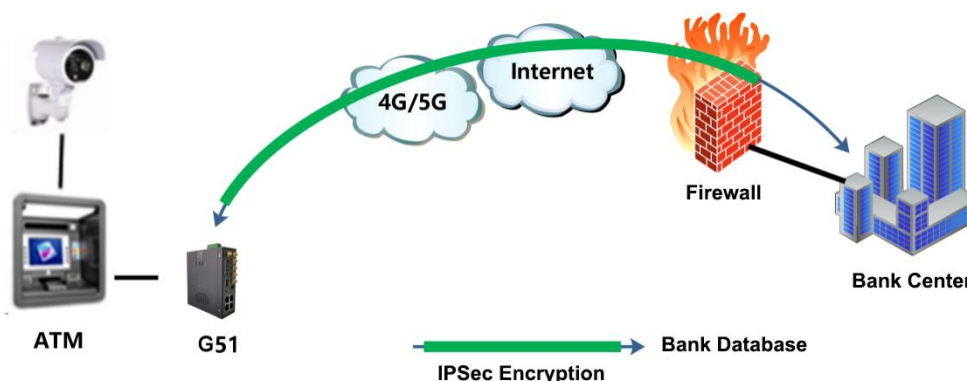 4G/5G
Internet
Firewall
Bank Center
ATM
G51
Bank Database
IPSec Encryption